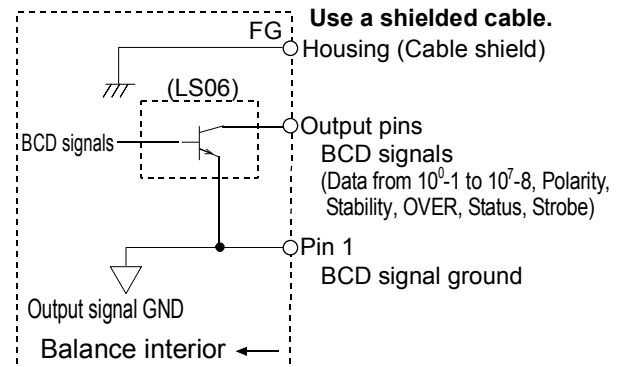 Use a shielded cable.
FG
Housing (Cable shield)
(LS06)
Output pins
BCD signals
BCD signals
(Data from 10⁰-1 to 10⁷-8, Polarity,
Stability, OVER, Status, Strobe)
Pin 1
BCD signal ground
Output signal GND
Balance interior